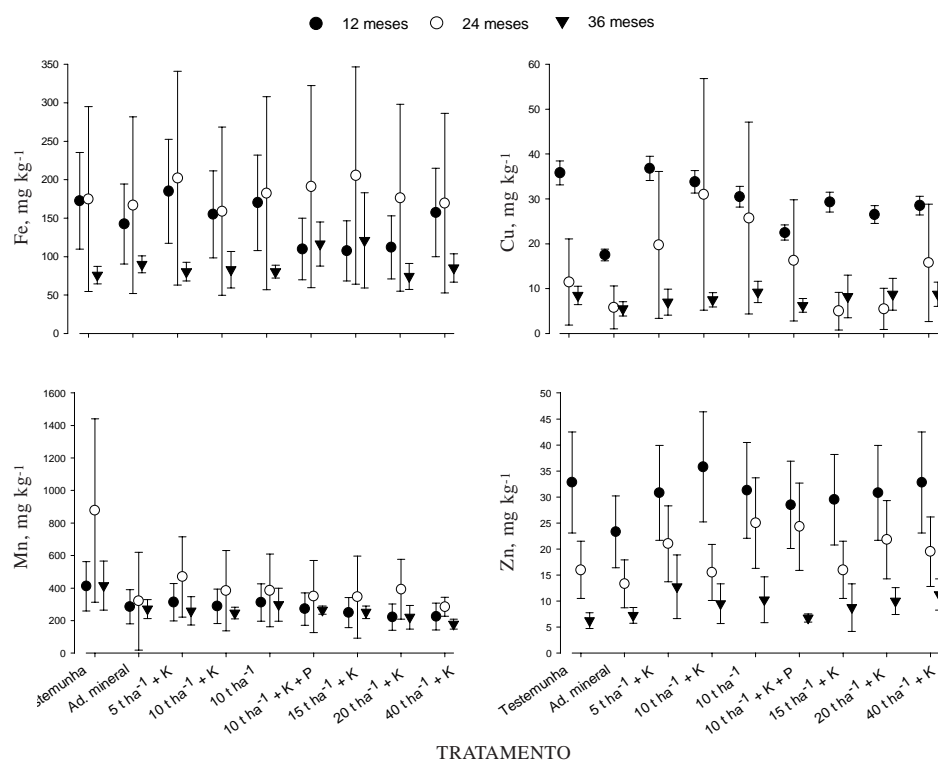 12 meses 24 meses 36 meses
Fe, mg kg-1
350
300
250
200
150
100
50
0
Cu, mg kg-1
60
50
40
30
20
10
0
Mn, mg kg-1
1600
1400
1200
1000
800
600
400
200
0
:stemunha
Ad. mineral
5 t ha-1 + K
10 t ha-1 + K
10 t ha-1
10 t ha-1 + K + P
15 t ha-1 + K
20 t ha-1 + K
40 t ha-1 + K
Zn, mg kg-1
50
45
40
35
30
25
20
15
10
5
0
Testemunha
Ad. mineral
5 t ha-1 + K
10 t ha-1 + K
10 t ha-1
10 t ha-1 + K + P
15 t ha-1 + K
20 t ha-1 + K
40 t ha-1 + K
TRATAMENTO